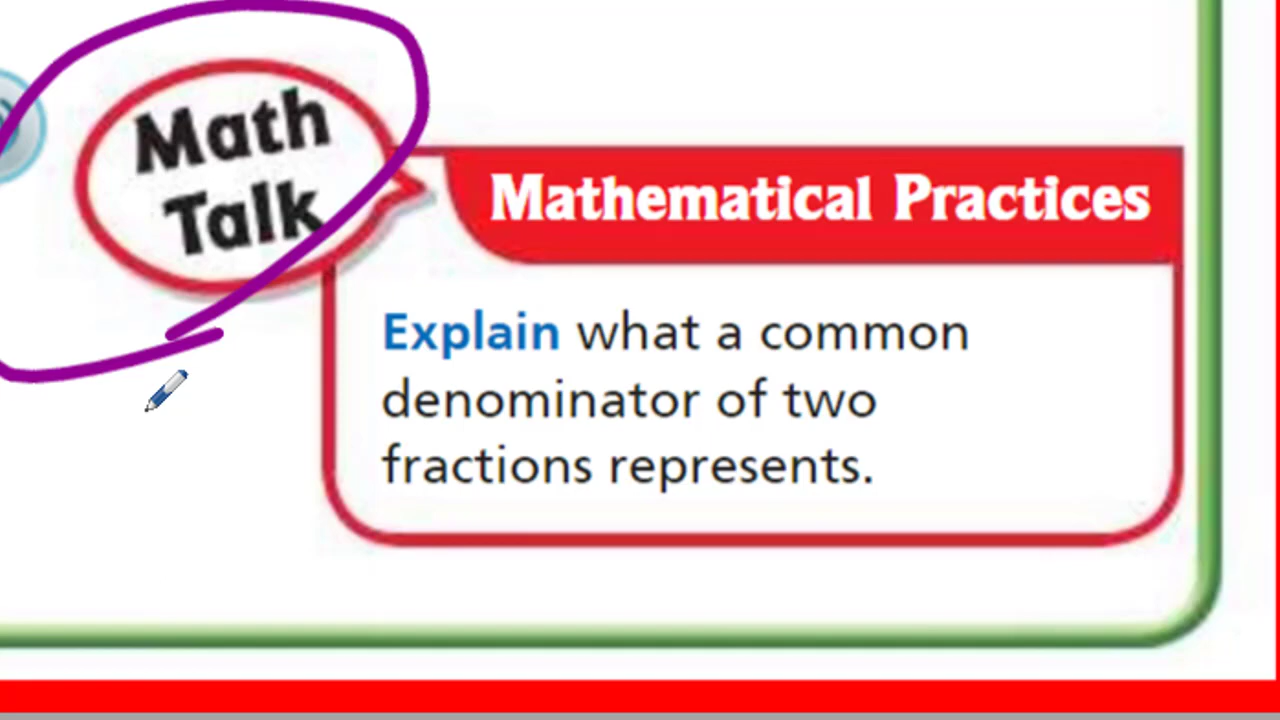 Math
Talk
Mathematical Practices
Explain what a common
denominator of two
fractions represents.